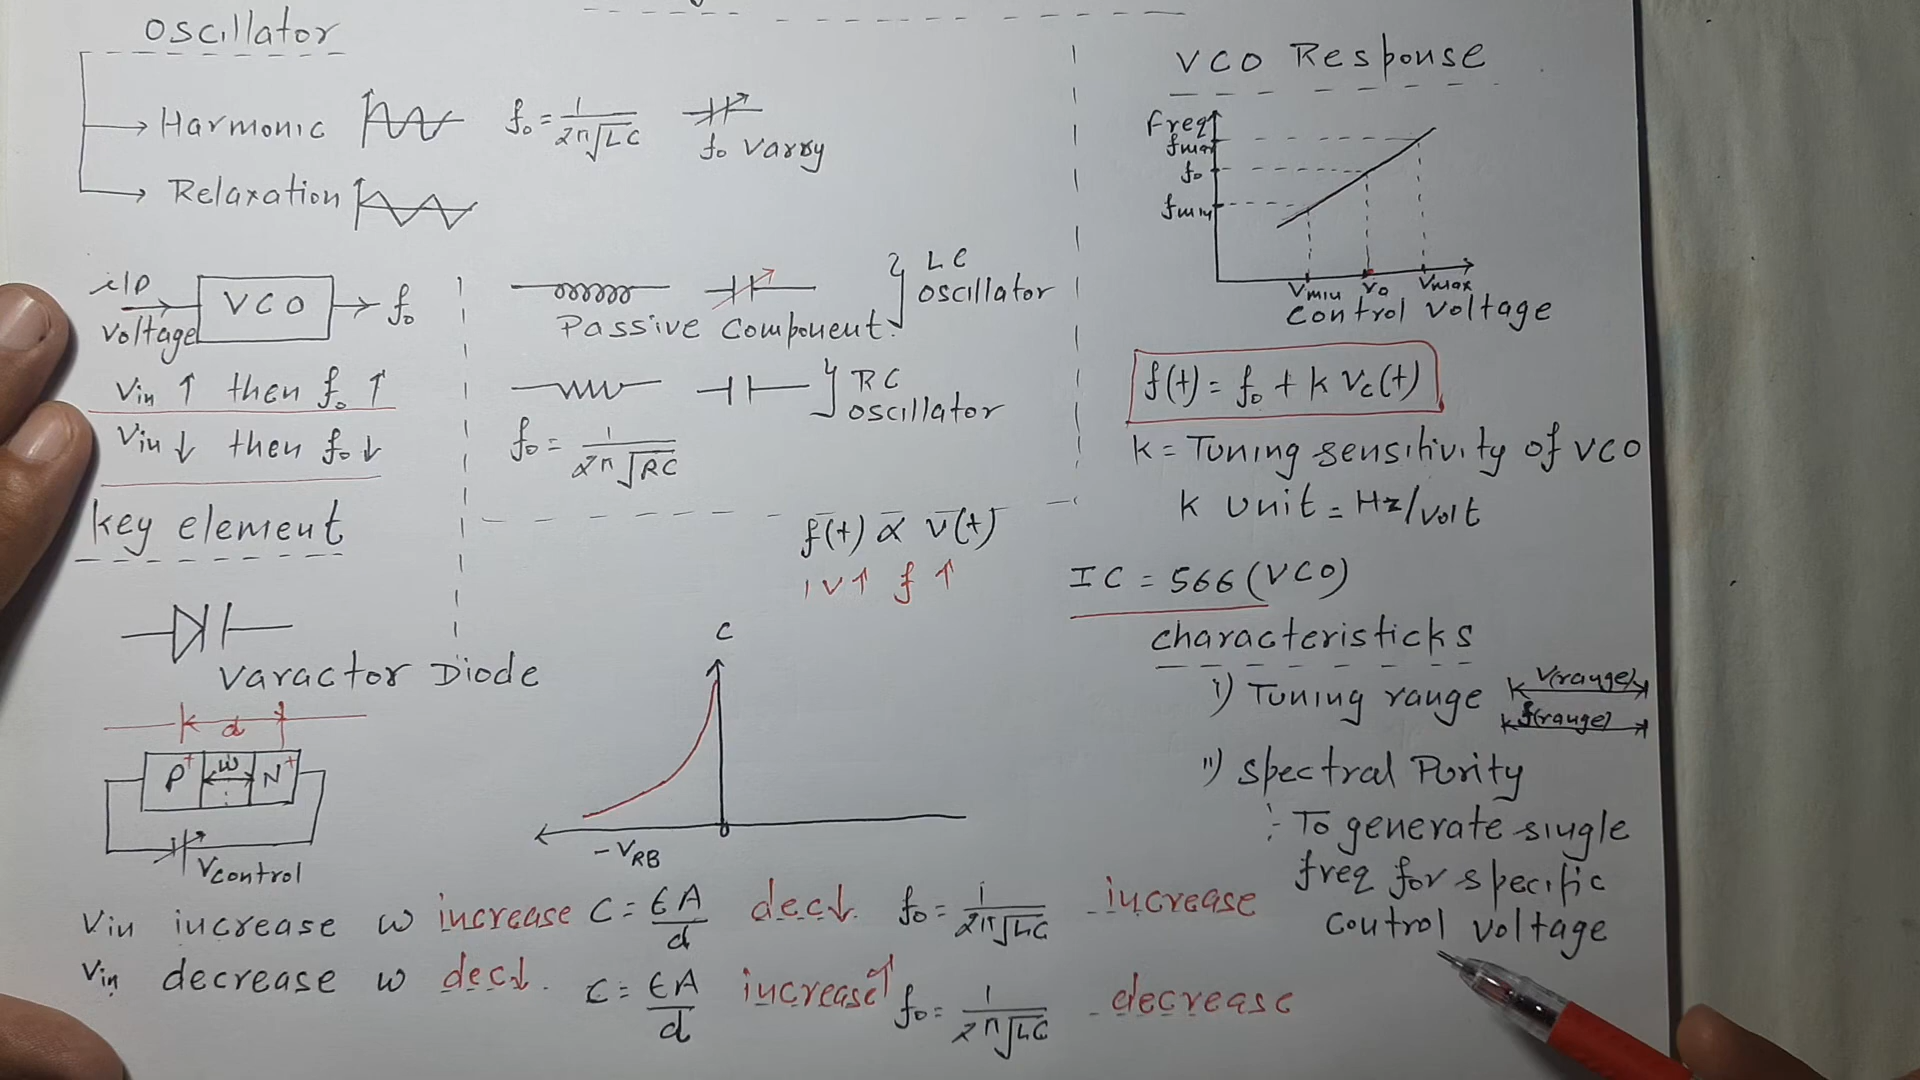 Oscillator
Harmonic
f₀ = 1/2π√LC
f₀ Varry
Relaxation
i/p
Voltage
VCO
f₀
Vin ↑ then f₀ ↑
Vin ↓ then f₀ ↓
key element
Varactor Diode
d
P⁺ W N⁺
Vcontrol
LC
oscillator
Passive Component.
RC
oscillator
f₀ = 1/2π√RC
f(t) ∝ v(t)
V↑ f ↑
C
-VRB
0
VCO Response
Freq
fmax
f₀
fmin
Vmin V0 Vmax
Control Voltage
f(t) = f₀ + k Vc(t)
k = Tuning sensitivity of VCO
k unit = Hz/volt
IC = 566 (VCO)
characteristicks
i) Tuning range
V(range)
f(range)
ii) Spectral Purity
:- To generate single
freq for specific
control voltage
Vin increase w increase C = ЄA/d dec↓. f₀ = 1/2π√LC increase
Vin decrease w dec↓. C = ЄA/d increase↑ f₀ = 1/2π√LC decrease